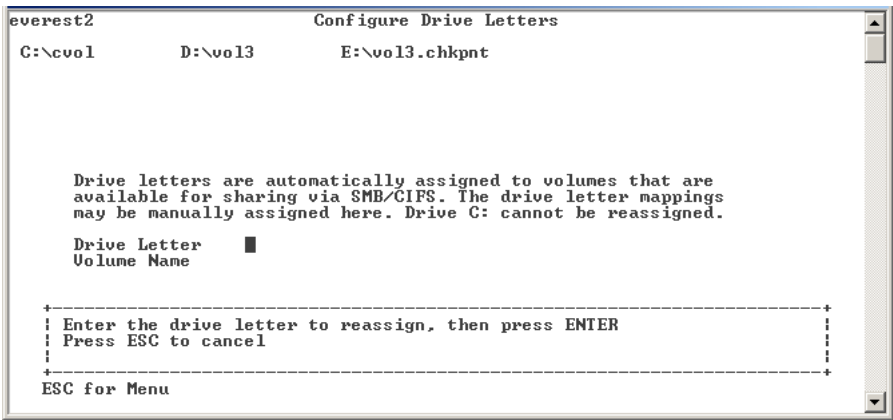 everest2 Configure Drive Letters
C:\cvol D:\vol3 E:\vol3.chkpnt
Drive letters are automatically assigned to volumes that are
available for sharing via SMB/CIFS. The drive letter mappings
may be manually assigned here. Drive C: cannot be reassigned.
Drive Letter
Volume Name
Enter the drive letter to reassign, then press ENTER
Press ESC to cancel
ESC for Menu